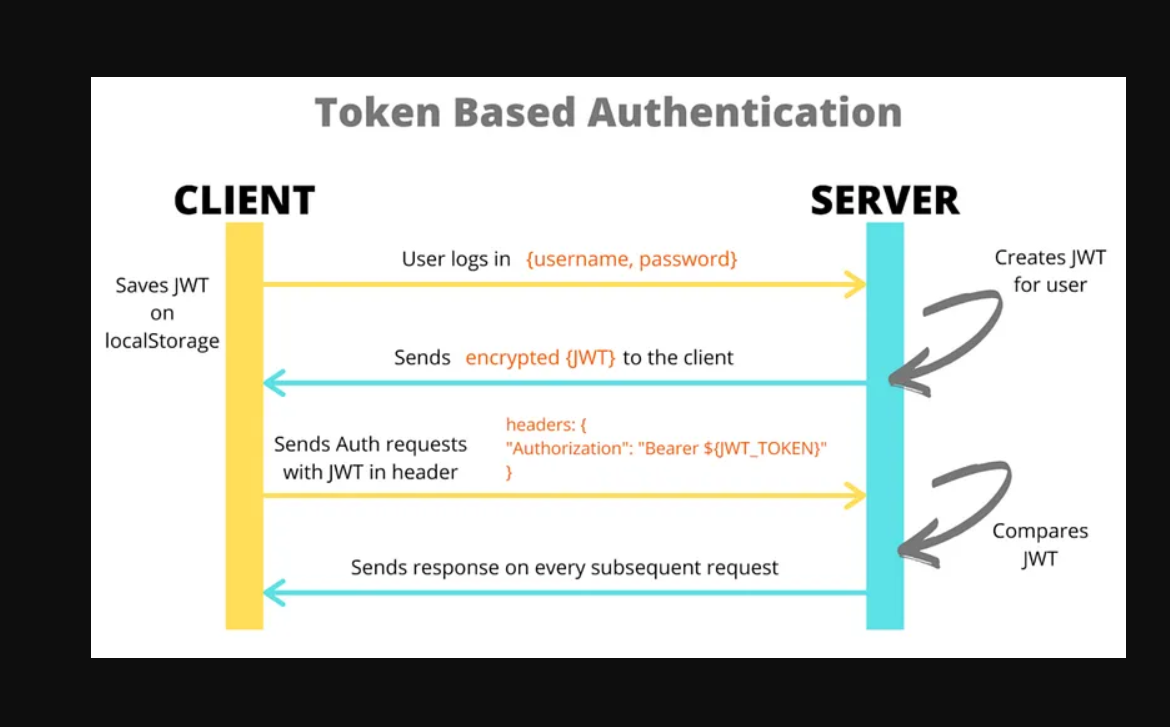 Token Based Authentication
CLIENT
SERVER
User logs in {username, password}
Creates JWT
for user
Saves JWT
on
localStorage
Sends encrypted {JWT} to the client
Sends Auth requests
with JWT in header
headers: {
"Authorization": "Bearer ${JWT_TOKEN}"
}
Compares
JWT
Sends response on every subsequent request